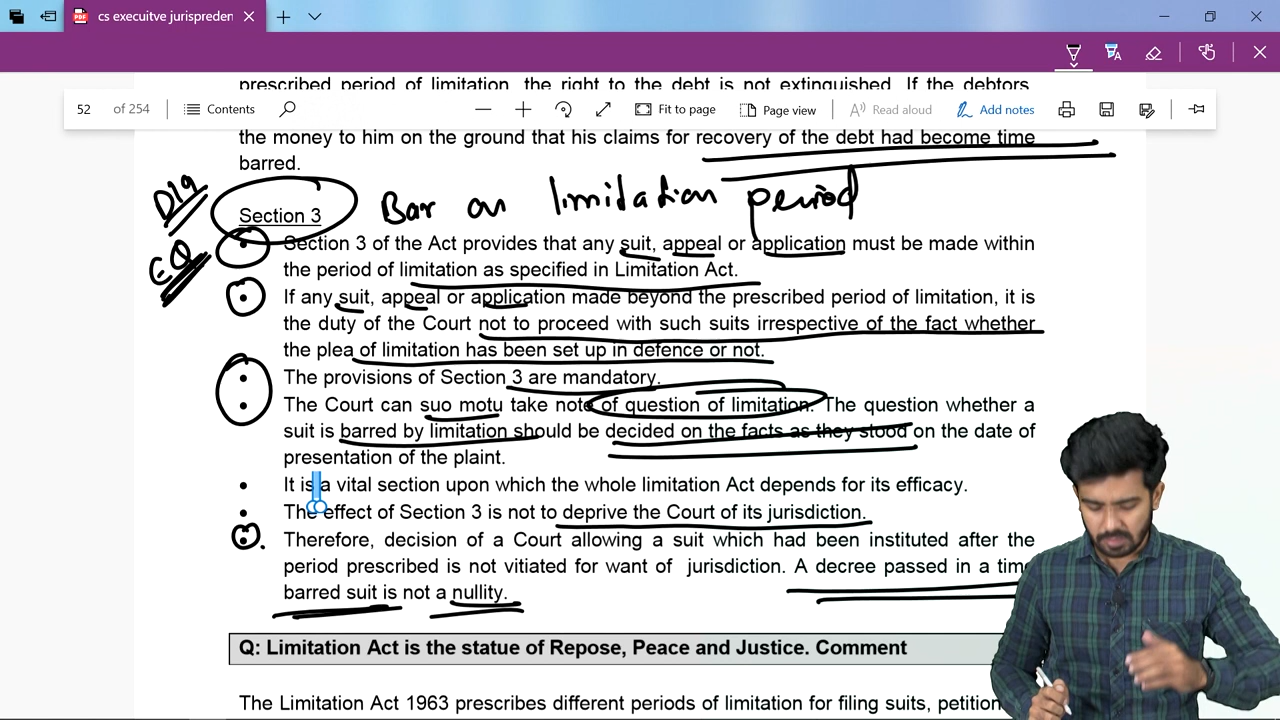 cs execuitve jurispreden
52 of 254 Contents Fit to page Page view Read aloud Add notes
prescribed period of limitation, the right to the debt is not extinguished. If the debtors,
the money to him on the ground that his claims for recovery of the debt had become time
barred.
D19
Section 3 Bar on limitation period
EQ
Section 3 of the Act provides that any suit, appeal or application must be made within
the period of limitation as specified in Limitation Act.
If any suit, appeal or application made beyond the prescribed period of limitation, it is
the duty of the Court not to proceed with such suits irrespective of the fact whether
the plea of limitation has been set up in defence or not.
The provisions of Section 3 are mandatory.
The Court can suo motu take note of question of limitation. The question whether a
suit is barred by limitation should be decided on the facts as they stood on the date of
presentation of the plaint.
It is a vital section upon which the whole limitation Act depends for its efficacy.
The effect of Section 3 is not to deprive the Court of its jurisdiction.
Therefore, decision of a Court allowing a suit which had been instituted after the
period prescribed is not vitiated for want of jurisdiction. A decree passed in a time
barred suit is not a nullity.
Q: Limitation Act is the statue of Repose, Peace and Justice. Comment
The Limitation Act 1963 prescribes different periods of limitation for filing suits, petition